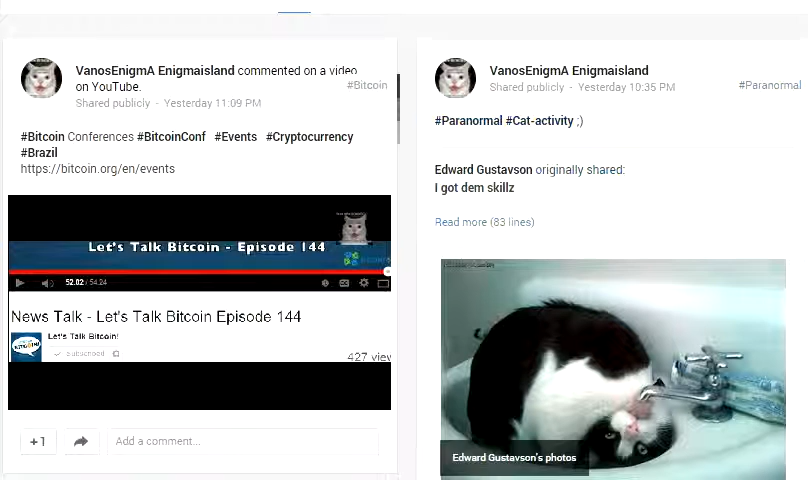 VanosEnigmA Enigmaisland commented on a video
on YouTube.
#Bitcoin
Shared publicly - Yesterday 11:09 PM
#Bitcoin Conferences #BitcoinConf #Events #Cryptocurrency
#Brazil
https://bitcoin.org/en/events
Let's Talk Bitcoin - Episode 144
52:02 / 54:24
News Talk - Let's Talk Bitcoin Episode 144
Let's Talk Bitcoin!
Subscribed
427 view
+1
Add a comment...
VanosEnigmA Enigmaisland
Shared publicly - Yesterday 10:35 PM
#Paranormal
#Paranormal #Cat-activity ;)
Edward Gustavson originally shared:
I got dem skillz
Read more (83 lines)
Edward Gustavson's photos